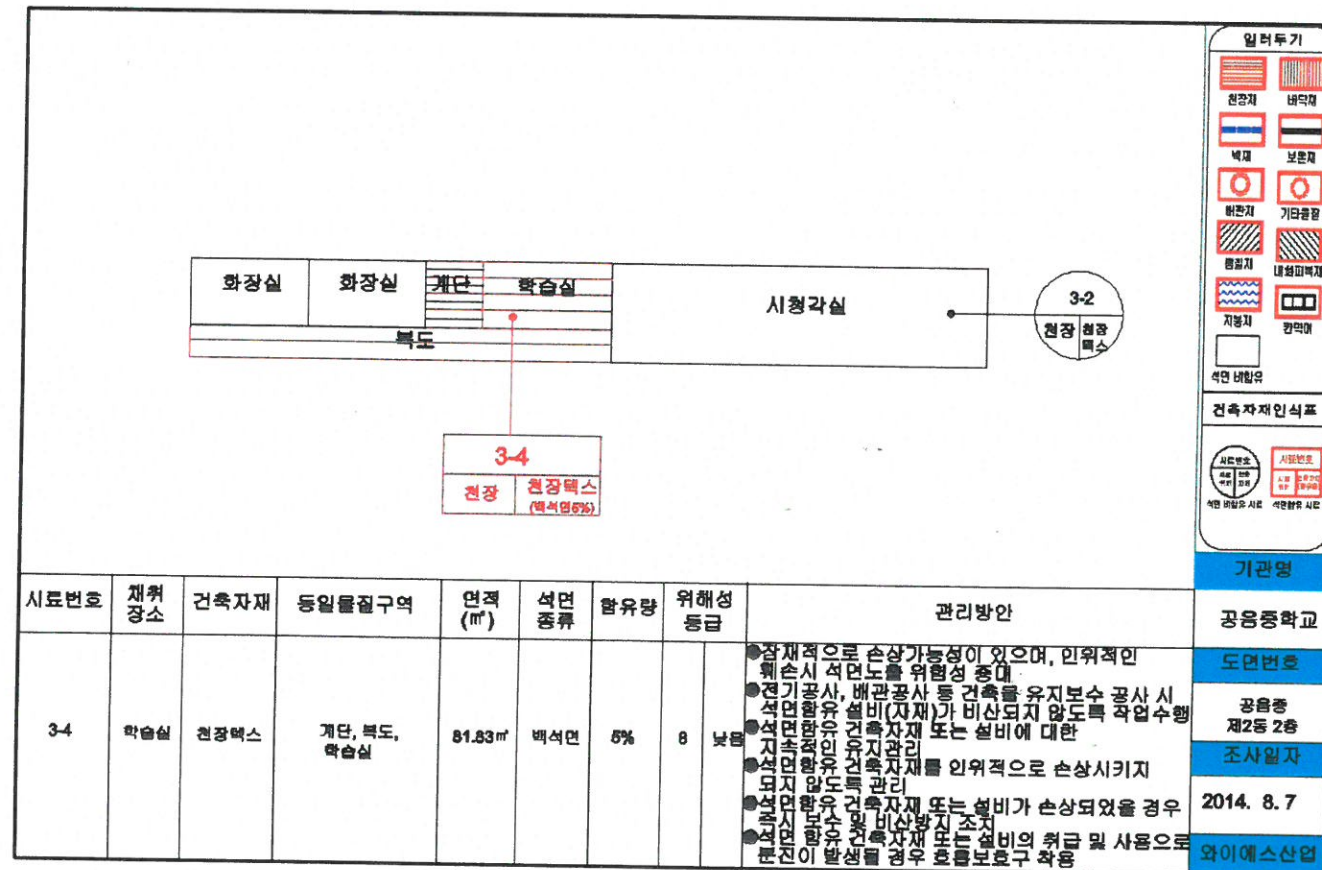 화장실
화장실
계단
학습실
시청각실
복도
3-2
천장
천장
텍스
3-4
천장
천장텍스
(백석면5%)
일러두기
천장재
바닥재
벽재
보온재
배관재
지붕재
칸막이
석면 비함유
건축자재인식표
시료번호
석면 비함유 시료
시료번호
석면함유 시료
기관명
공음중학교
도면번호
공음중
제2동 2층
조사일자
2014. 8. 7
와이에스산업
시료번호
채취
장소
건축자재
동일물질구역
면적
(㎡)
석면
종류
함유량
위해성
등급
관리방안
3-4
학습실
천장텍스
계단, 복도,
학습실
81.83㎡
백석면
5%
8
낮음
●잠재적으로 손상가능성이 있으며, 인위적인
훼손시 석면노출 위험성 증대
●전기공사, 배관공사 등 건축물 유지보수 공사 시
석면함유 설비(자재)가 비산되지 않도록 작업수행
●석면함유 건축자재 또는 설비에 대한
지속적인 유지관리
●석면함유 건축자재를 인위적으로 손상시키지
되지 않도록 관리
●석면함유 건축자재 또는 설비가 손상되었을 경우
즉시 보수 및 비산방지 조치
●석면 함유 건축자재 또는 설비의 취급 및 사용으로
분진이 발생될 경우 호흡보호구 착용